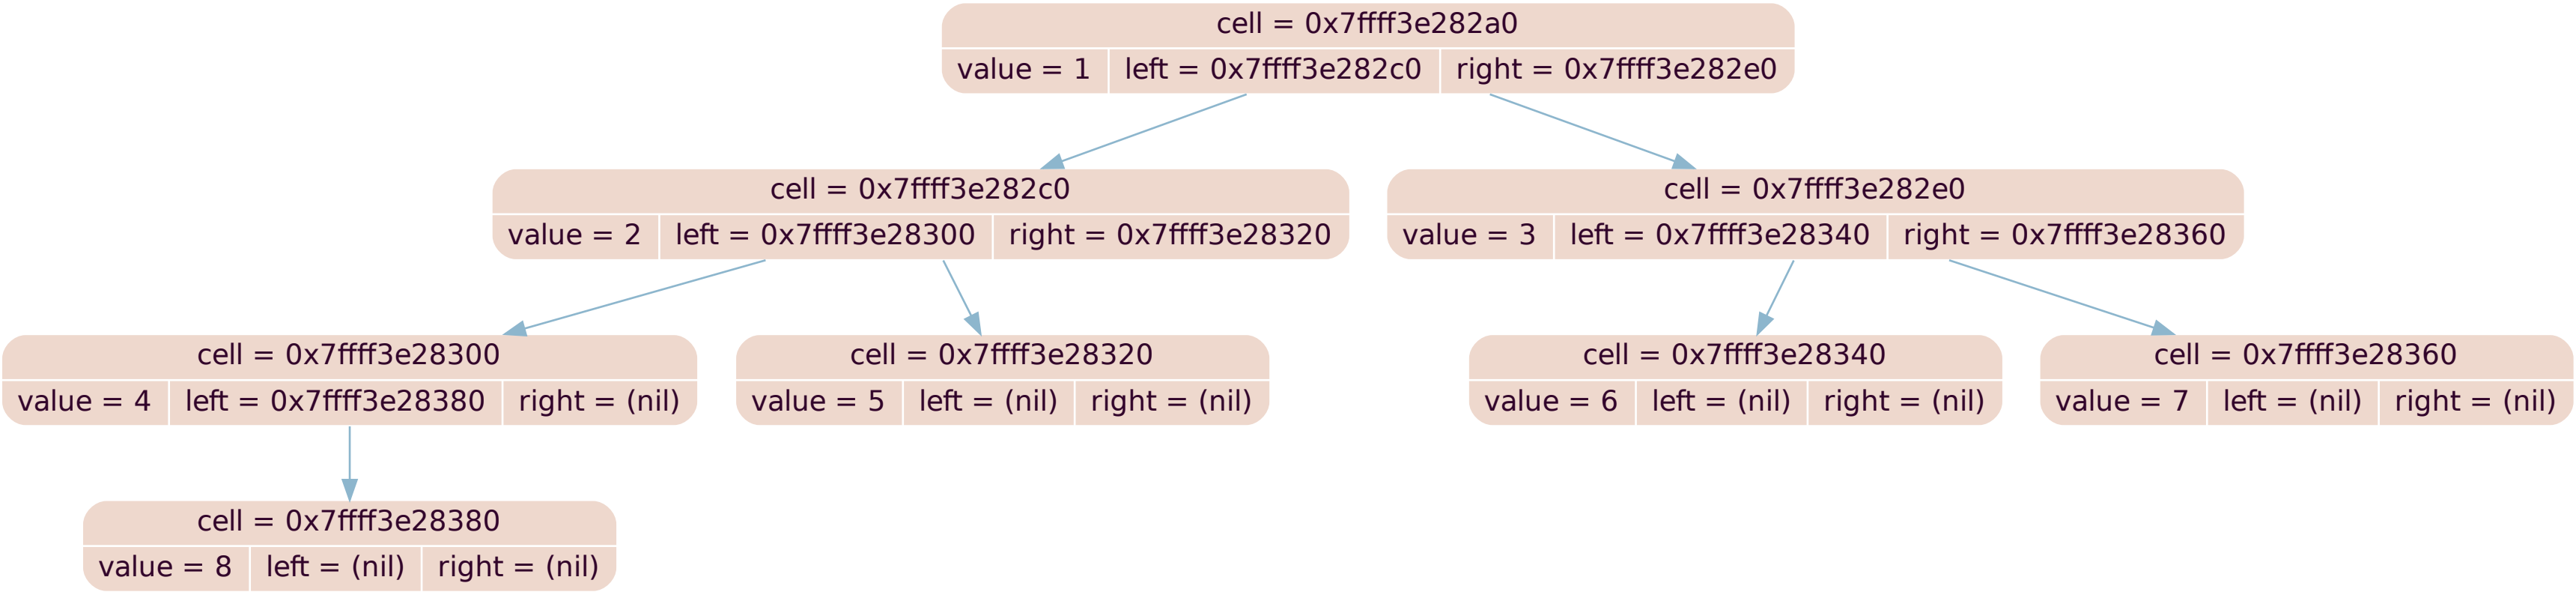 cell = 0x7ffff3e282a0
value = 1 left = 0x7ffff3e282c0 right = 0x7ffff3e282e0
cell = 0x7ffff3e282c0
value = 2 left = 0x7ffff3e28300 right = 0x7ffff3e28320
cell = 0x7ffff3e282e0
value = 3 left = 0x7ffff3e28340 right = 0x7ffff3e28360
cell = 0x7ffff3e28300
value = 4 left = 0x7ffff3e28380 right = (nil)
cell = 0x7ffff3e28320
value = 5 left = (nil) right = (nil)
cell = 0x7ffff3e28340
value = 6 left = (nil) right = (nil)
cell = 0x7ffff3e28360
value = 7 left = (nil) right = (nil)
cell = 0x7ffff3e28380
value = 8 left = (nil) right = (nil)